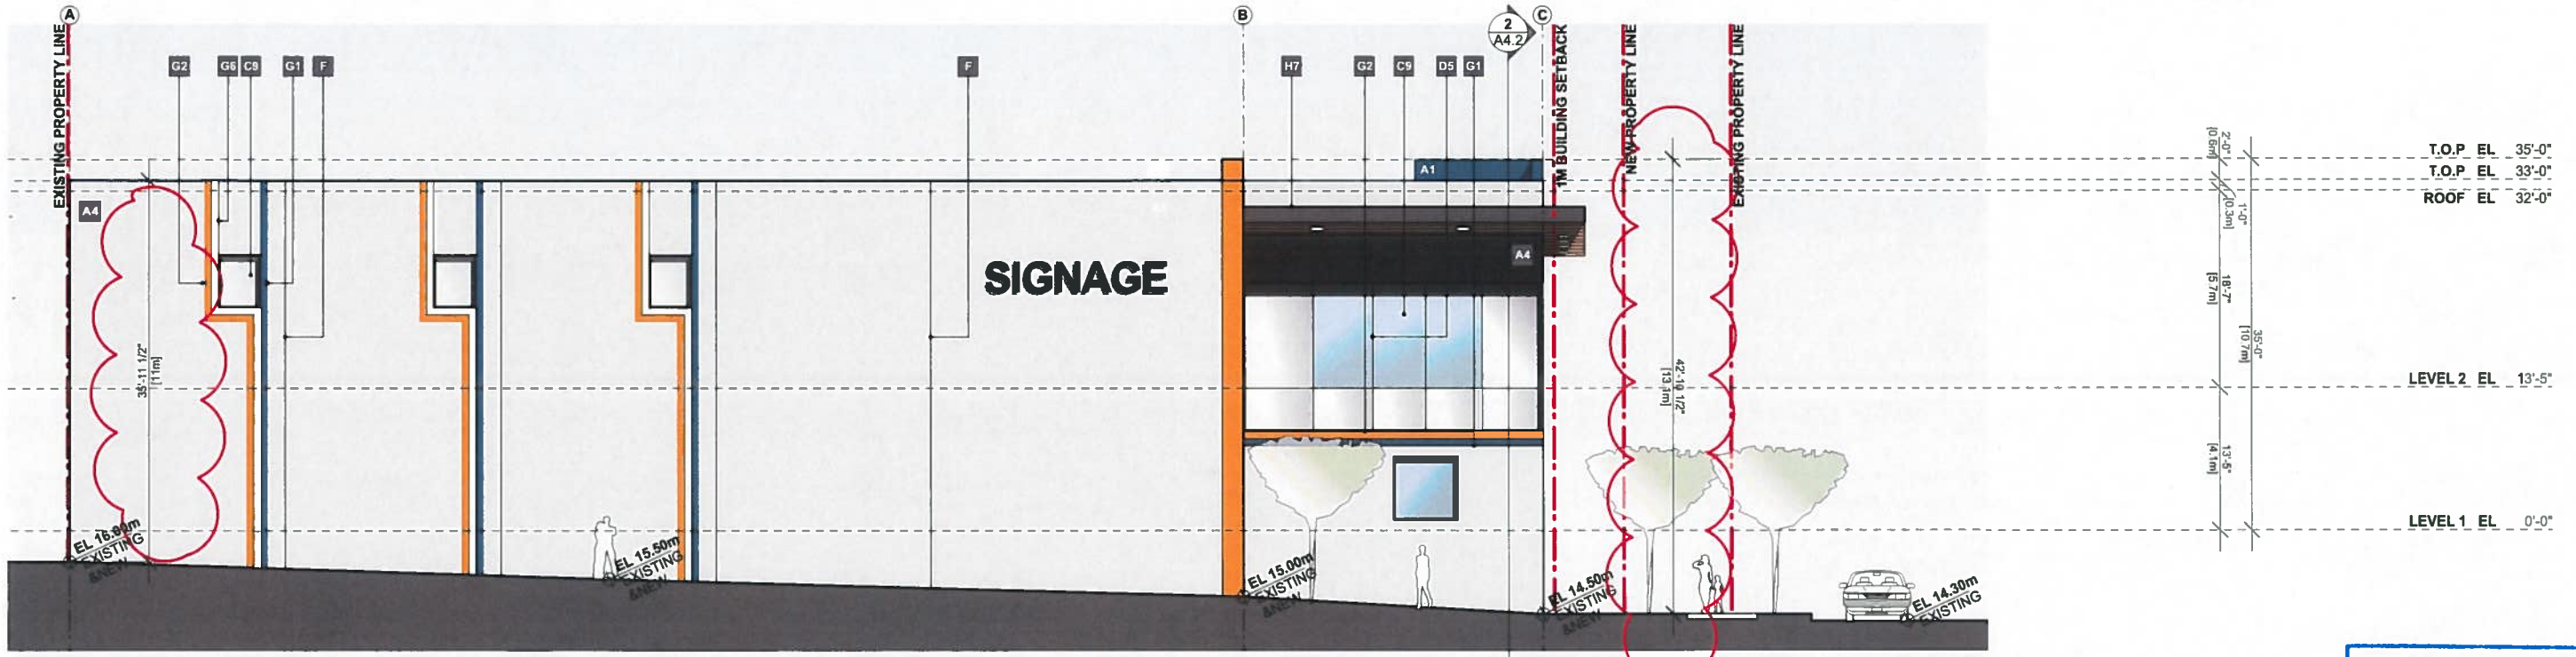 A
B
2
A4.2
C
EXISTING PROPERTY LINE
1M BUILDING SETBACK
NEW PROPERTY LINE
EXISTING PROPERTY LINE
G2
G6
C9
G1
F
F
H7
G2
C9
D5
G1
2'-0"
[0.6m]
T.O.P EL 35'-0"
T.O.P EL 33'-0"
ROOF EL 32'-0"
1'-0"
[0.3m]
A1
A4
A4
SIGNAGE
18'-7"
[5.7m]
35'-0"
[10.7m]
35'-11 1/2"
[11m]
42'-10 1/2"
[13.1m]
LEVEL 2 EL 13'-5"
13'-5"
[4.1m]
LEVEL 1 EL 0'-0"
EL 16.00m
EXISTING
&NEW
EL 15.50m
EXISTING
&NEW
EL 15.00m
EXISTING
&NEW
EL 14.50m
EXISTING
&NEW
EL 14.30m
EXISTING